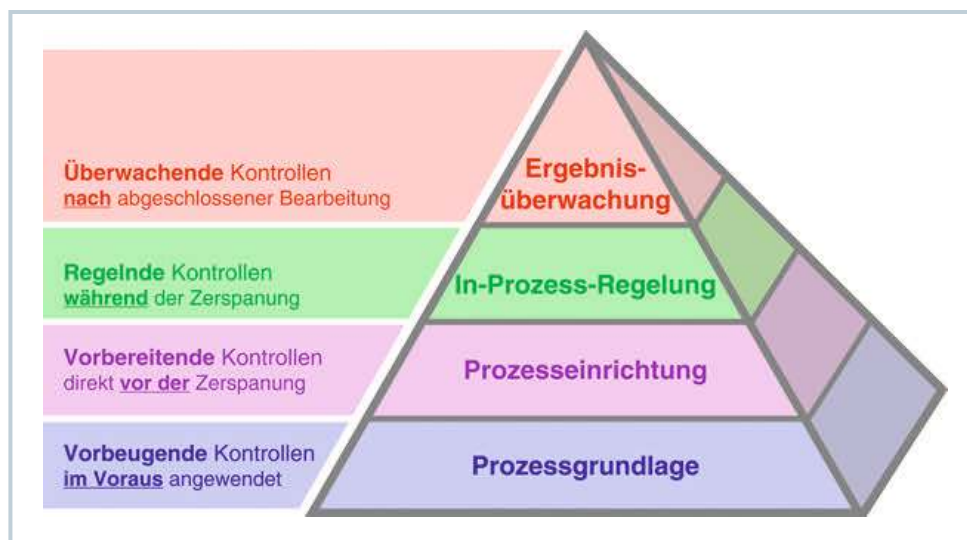 Überwachende Kontrollen
nach abgeschlossener Bearbeitung
Ergebnis-
überwachung
Regelnde Kontrollen
während der Zerspanung
In-Prozess-Regelung
Vorbereitende Kontrollen
direkt vor der Zerspanung
Prozesseinrichtung
Vorbeugende Kontrollen
im Voraus angewendet
Prozessgrundlage